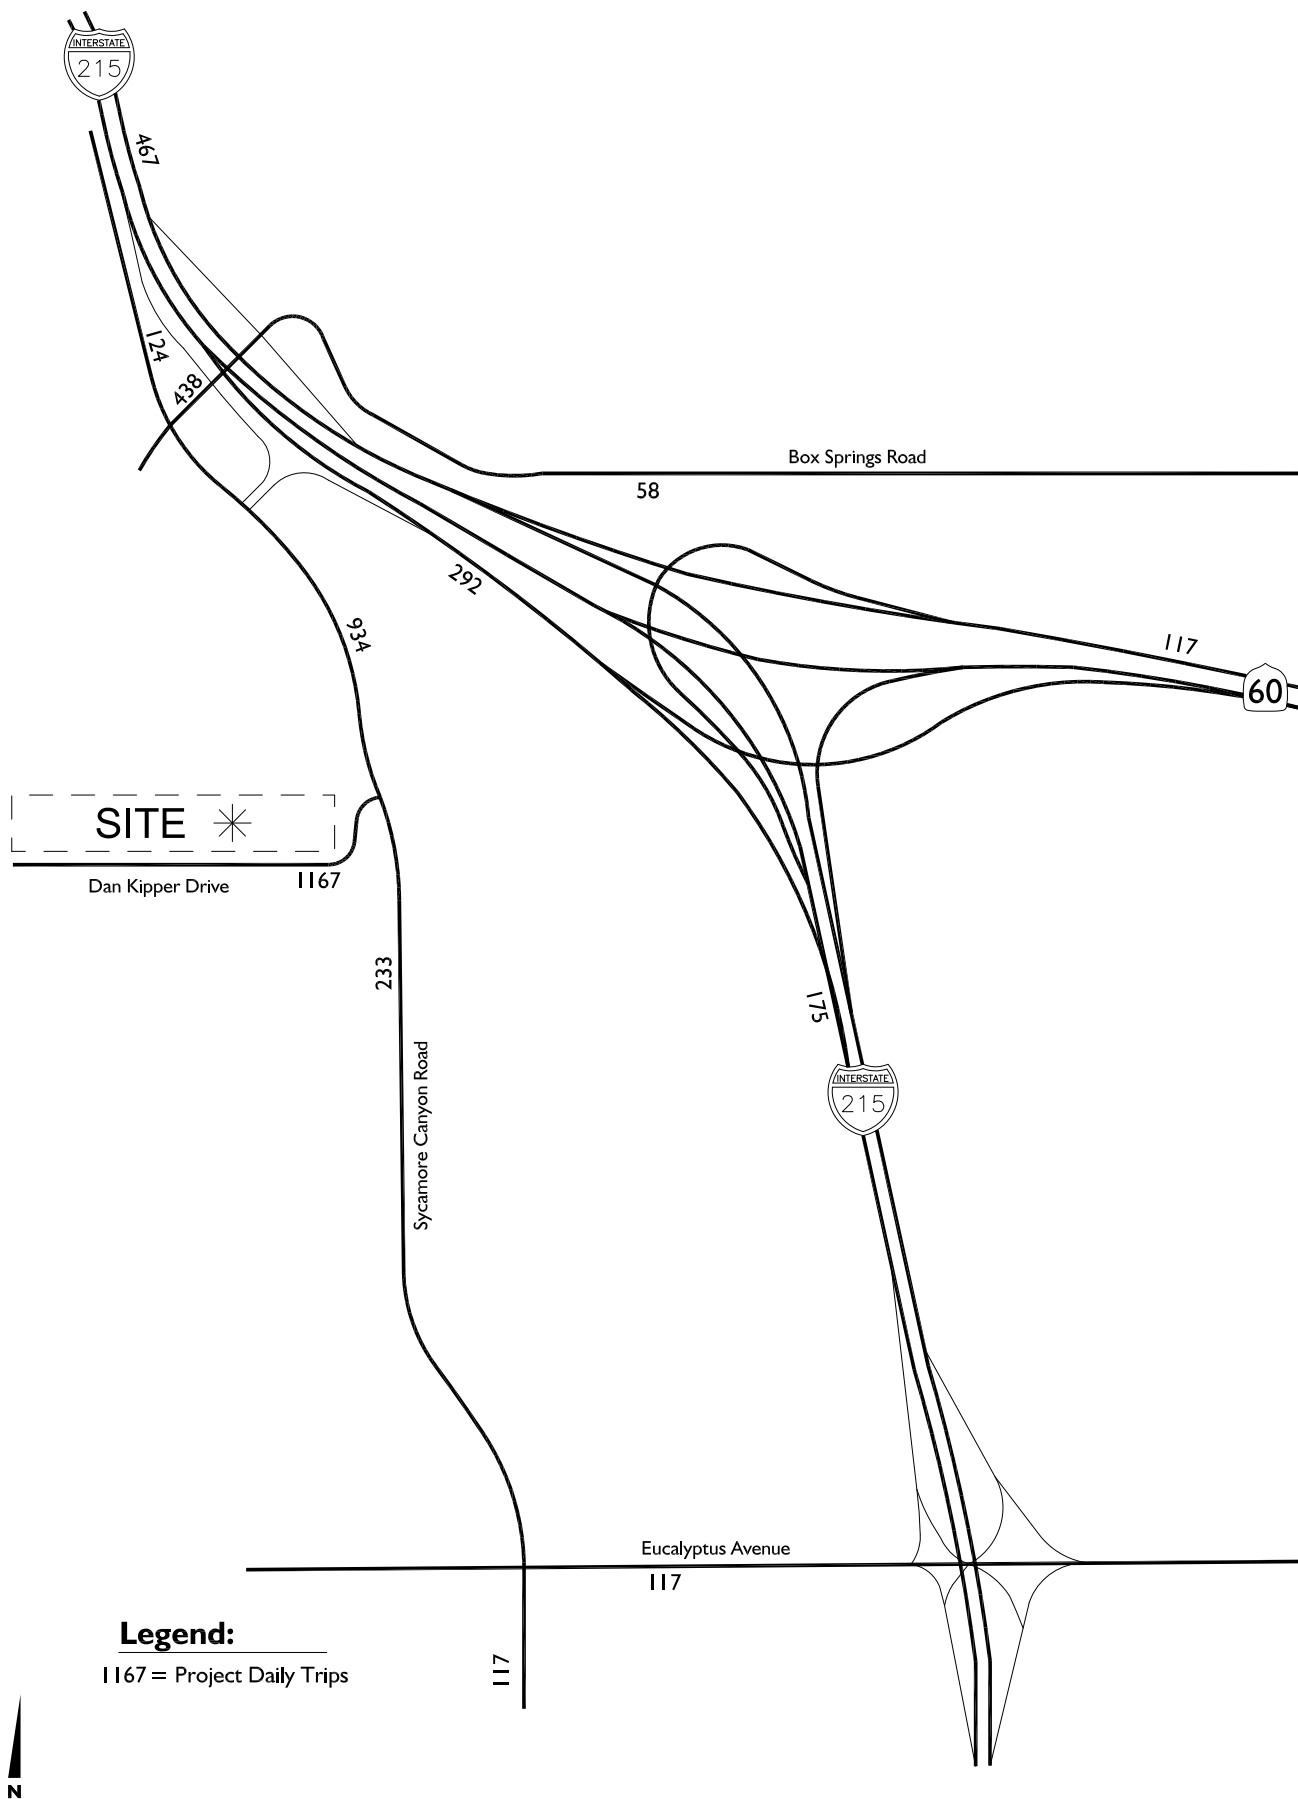 INTERSTATE
215
467
124
438
Box Springs Road
58
292
934
117
60
SITE
1167
Dan Kipper Drive
233
175
Sycamore Canyon Road
INTERSTATE
215
Eucalyptus Avenue
117
Legend:
1167 = Project Daily Trips
117
N